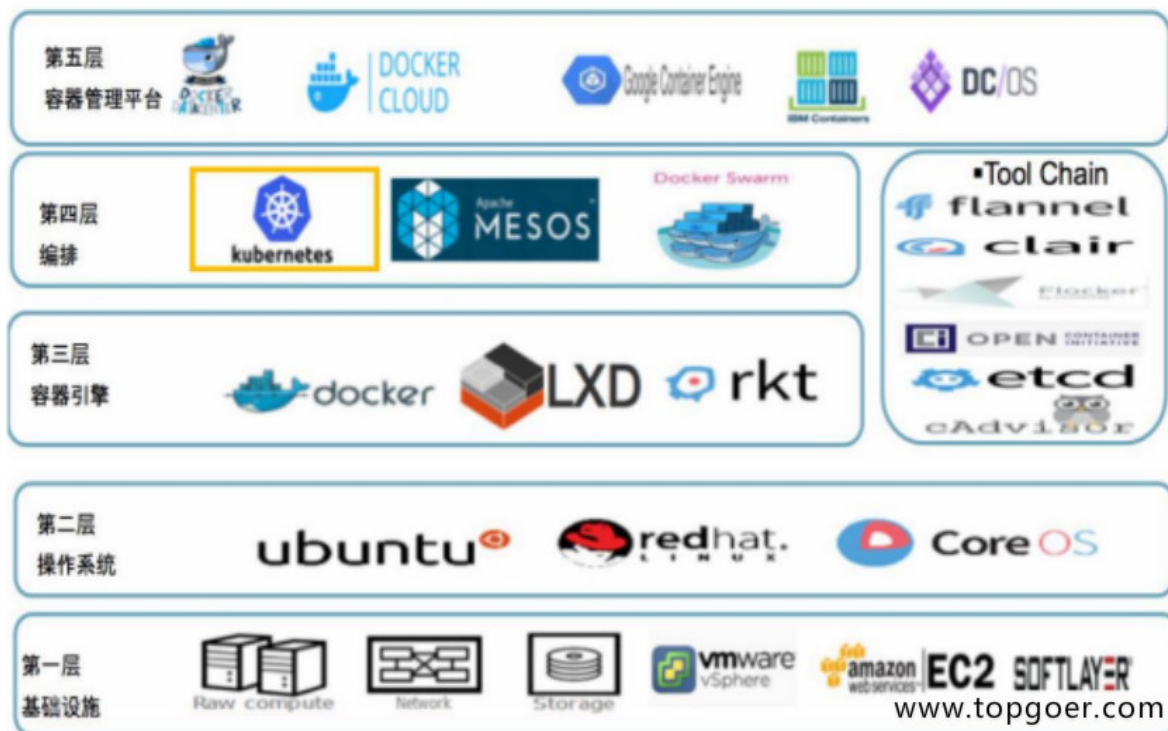 第五层
容器管理平台
DOCKER
DATACENTER
DOCKER
CLOUD
Google Container Engine
IBM Containers
DC/OS
第四层
编排
kubernetes
Apache
MESOS
Docker Swarm
▪Tool Chain
flannel
clair
Flocker
OPEN CONTAINER INITIATIVE
etcd
cAdvisor
第三层
容器引擎
docker
LXD
rkt
第二层
操作系统
ubuntu
redhat.
LINUX
Core OS
第一层
基础设施
Raw compute
Network
Storage
vmware
vSphere
amazon
web services
EC2
SOFTLAYER
www.topgoer.com